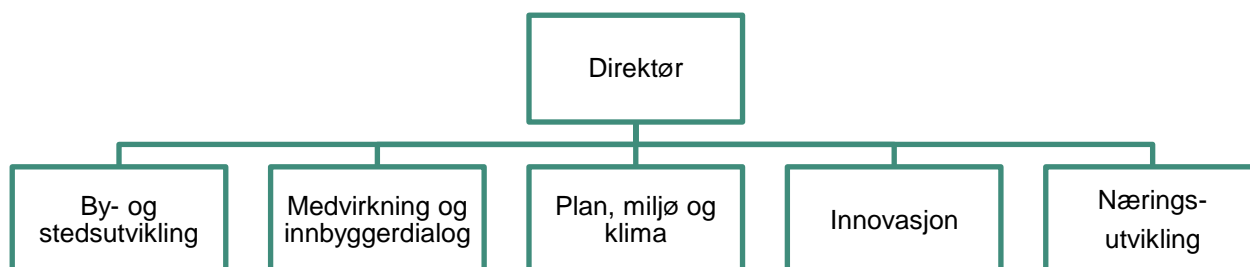 Direktør
By- og
stedsutvikling
Medvirkning og
innbyggerdialog
Plan, miljø og
klima
Innovasjon
Nærings-
utvikling